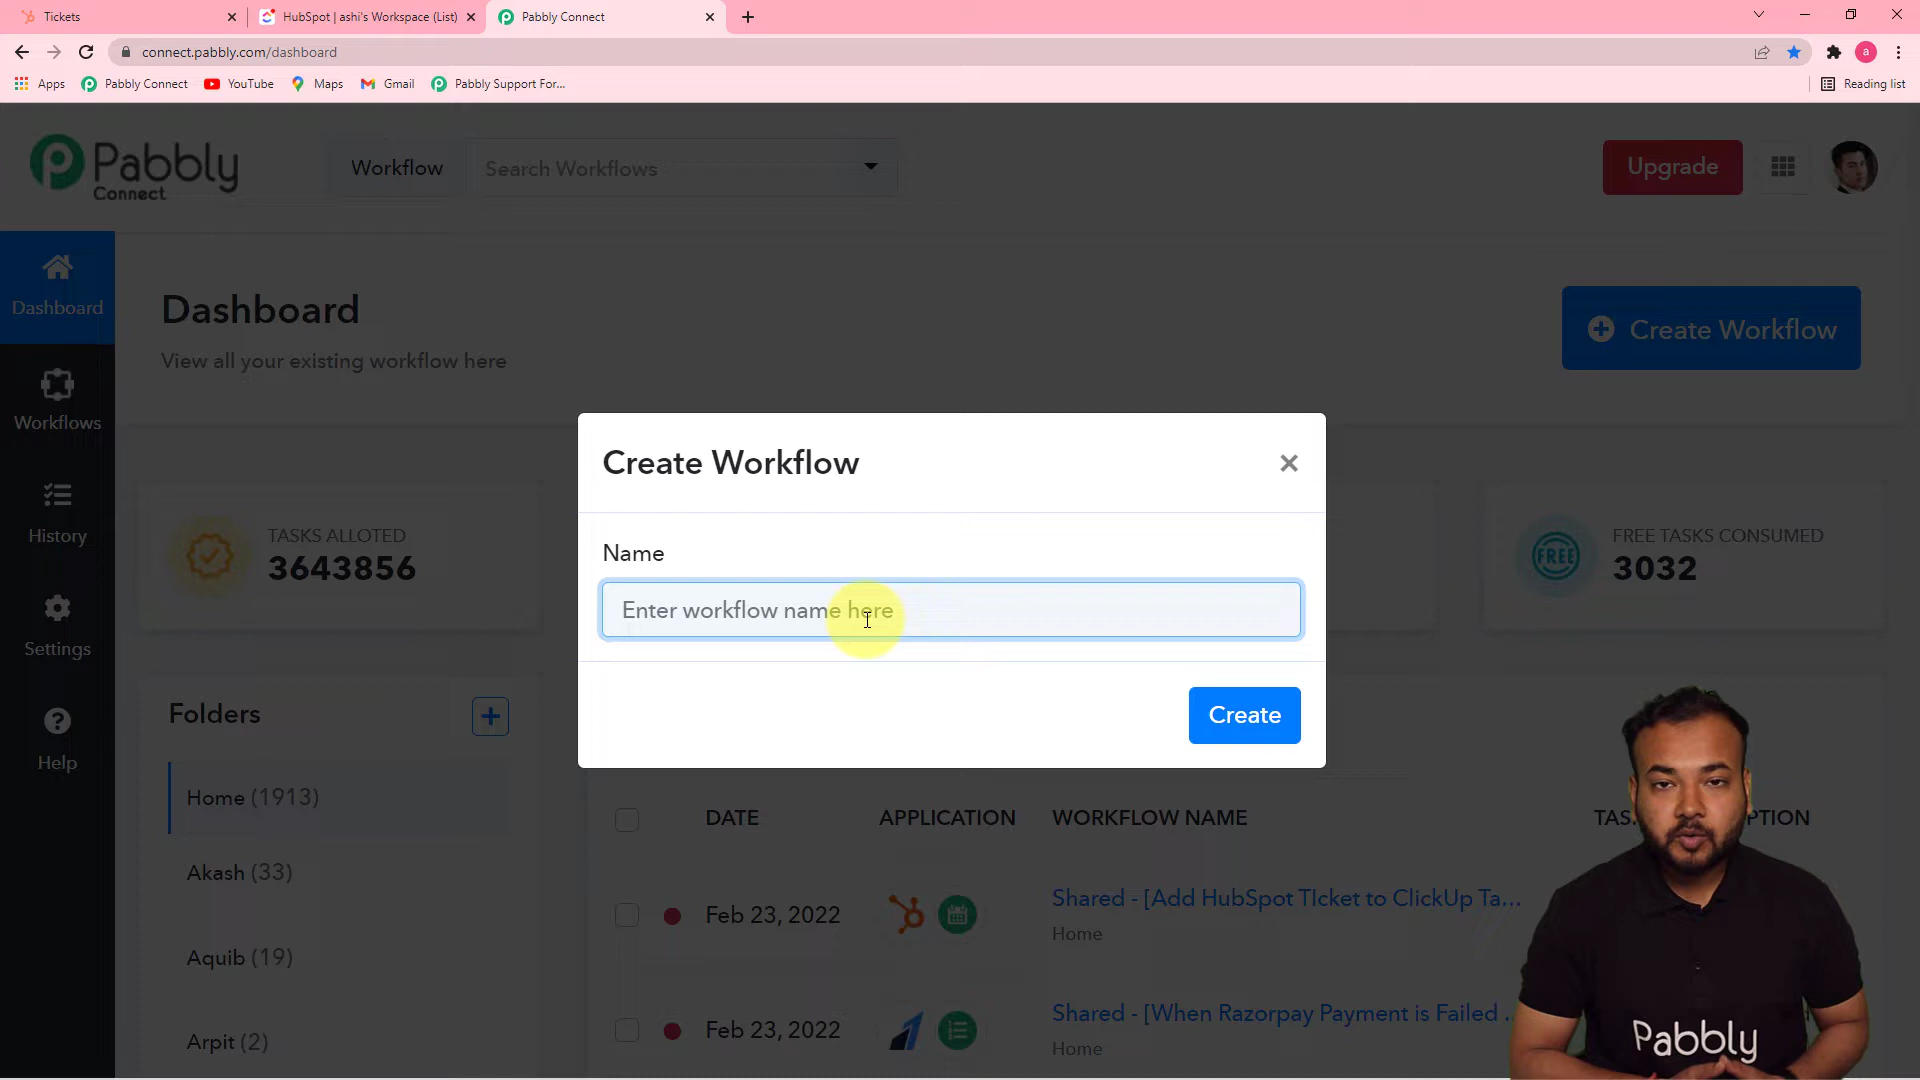 Tickets
HubSpot | ashi's Workspace (List)
Pabbly Connect
connect.pabbly.com/dashboard
Apps
Pabbly Connect
YouTube
Maps
Gmail
Pabbly Support For...
Reading list
a
Pabbly
Connect
Workflow
Search Workflows
Upgrade
Dashboard
Workflows
History
Settings
Help
Dashboard
View all your existing workflow here
Create Workflow
TASKS ALLOTED
3643856
FREE
FREE TASKS CONSUMED
3032
Create Workflow
Name
Enter workflow name here
Create
Folders
Home (1913)
Akash (33)
Aquib (19)
Arpit (2)
DATE
APPLICATION
WORKFLOW NAME
Feb 23, 2022
Shared - [Add HubSpot TIcket to ClickUp Ta...
Home
Feb 23, 2022
Shared - [When Razorpay Payment is Failed .
Home
Pabbly